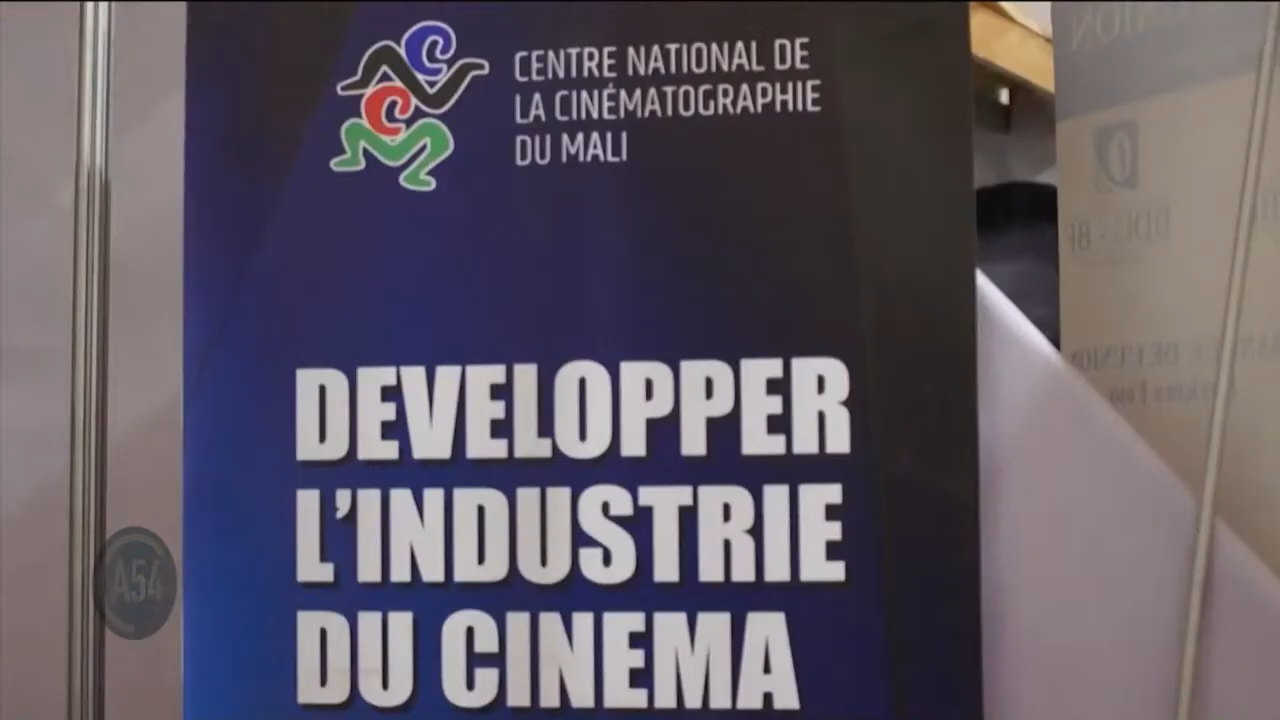 CENTRE NATIONAL DE
LA CINÉMATOGRAPHIE
DU MALI
DEVELOPPER
L'INDUSTRIE
DU CINEMA
A54